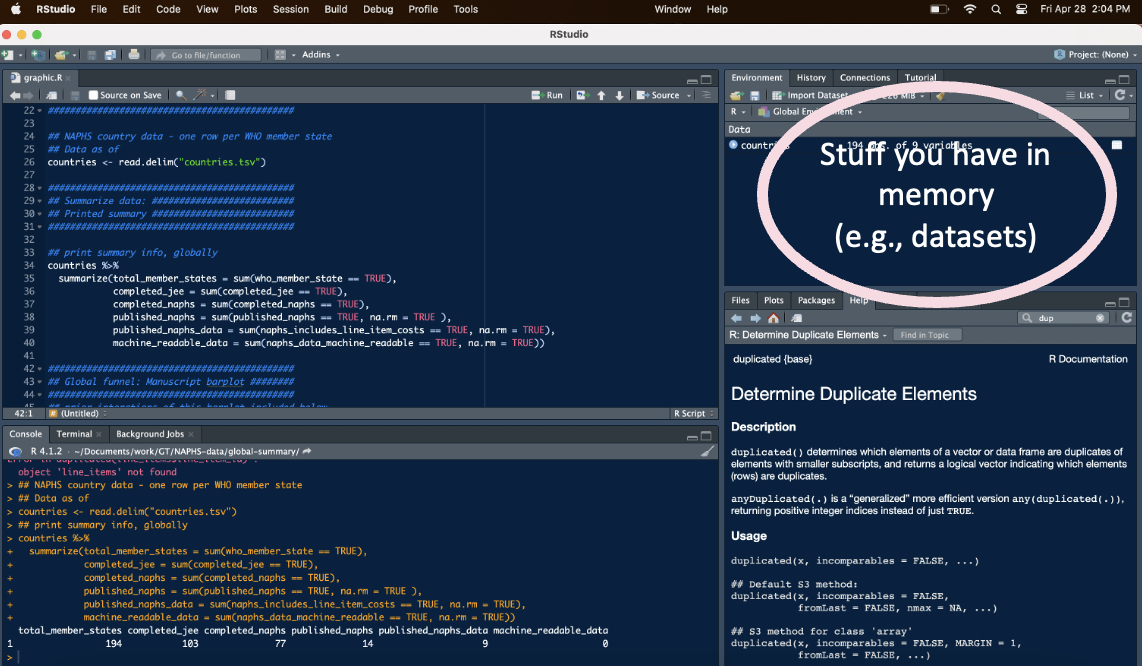 RStudio File Edit Code View Plots Session Build Debug Profile Tools Window Help Fri Apr 28 2:04 PM
RStudio
Go to file/function Addins Project: (None)
graphic.R
Source on Save Run Source
22 ############################################
23
24 ## NAPHS country data - one row per WHO member state
25 ## Data as of
26 countries <- read.delim("countries.tsv")
27
28 ############################################
29 ## Summarize data: #########################
30 ## Printed summary #########################
31 ############################################
32
33 ## print summary info, globally
34 countries %>%
35 summarize(total_member_states = sum(who_member_state == TRUE),
36 completed_jee = sum(completed_jee == TRUE),
37 completed_naphs = sum(completed_naphs == TRUE),
38 published_naphs = sum(published_naphs == TRUE, na.rm = TRUE ),
39 published_naphs_data = sum(naphs_includes_line_item_costs == TRUE, na.rm = TRUE),
40 machine_readable_data = sum(naphs_data_machine_readable == TRUE, na.rm = TRUE))
41
42 ############################################
43 ## Global funnel: Manuscript barplot ########
44 ############################################
42:1 (Untitled) R Script
Console Terminal Background Jobs
R 4.1.2 · ~/Documents/work/GT/NAPHS-data/global-summary/
object 'line_items' not found
> ## NAPHS country data - one row per WHO member state
> ## Data as of
> countries <- read.delim("countries.tsv")
> ## print summary info, globally
> countries %>%
+ summarize(total_member_states = sum(who_member_state == TRUE),
+ completed_jee = sum(completed_jee == TRUE),
+ completed_naphs = sum(completed_naphs == TRUE),
+ published_naphs = sum(published_naphs == TRUE, na.rm = TRUE ),
+ published_naphs_data = sum(naphs_includes_line_item_costs == TRUE, na.rm = TRUE),
+ machine_readable_data = sum(naphs_data_machine_readable == TRUE, na.rm = TRUE))
total_member_states completed_jee completed_naphs published_naphs published_naphs_data machine_readable_data
1 194 103 77 14 9 0
>
Environment History Connections Tutorial
Import Dataset MiB List
R Global Environment
Data
countries 194 obs. of 9 variables
Stuff you have in
memory
(e.g., datasets)
Files Plots Packages Help
dup
R: Determine Duplicate Elements Find in Topic
duplicated {base} R Documentation
Determine Duplicate Elements
Description
duplicated() determines which elements of a vector or data frame are duplicates of
elements with smaller subscripts, and returns a logical vector indicating which elements
(rows) are duplicates.
anyDuplicated(.) is a “generalized” more efficient version any(duplicated(.)),
returning positive integer indices instead of just TRUE.
Usage
duplicated(x, incomparables = FALSE, ...)
## Default S3 method:
duplicated(x, incomparables = FALSE,
fromLast = FALSE, nmax = NA, ...)
## S3 method for class 'array'
duplicated(x, incomparables = FALSE, MARGIN = 1,
fromLast = FALSE, ...)